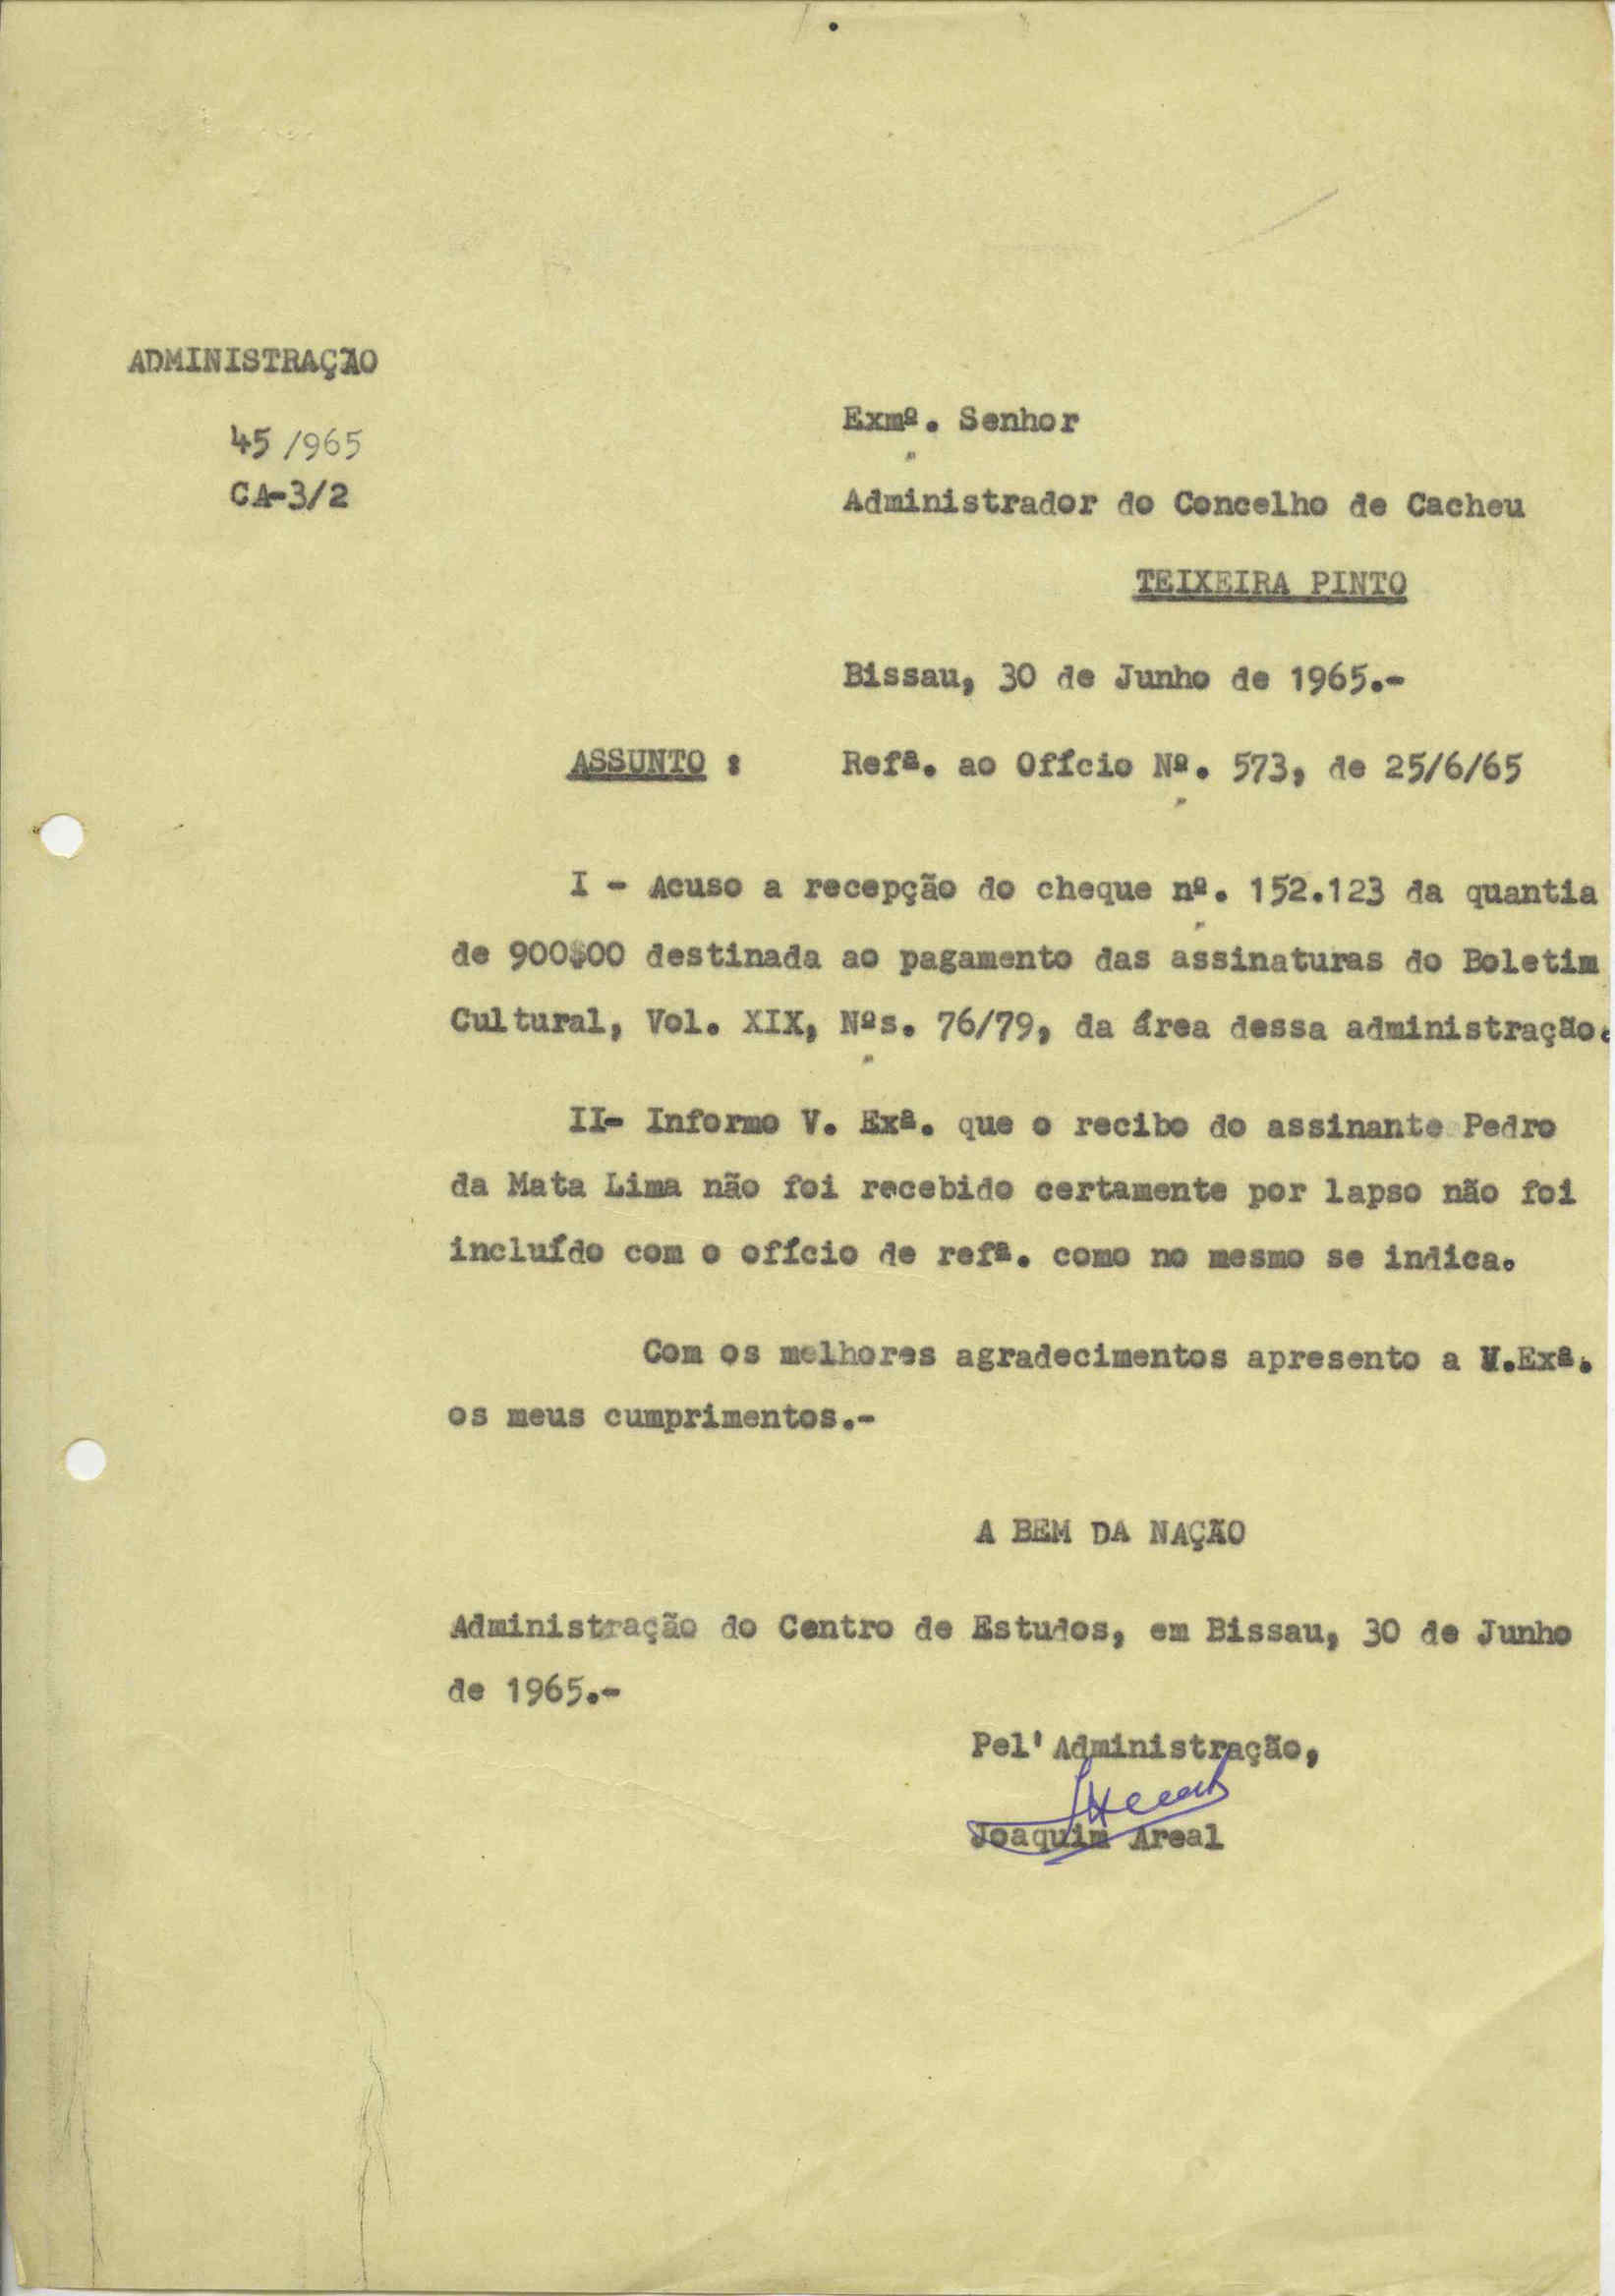 ADMINISTRAÇÃO
45/965
CA-3/2
Exmº. Senhor
Administrador do Concelho de Cacheu
TEIXEIRA PINTO
Bissau, 30 de Junho de 1965.-
ASSUNTO : Refª. ao Ofício Nº. 573, de 25/6/65
I - Acuso a recepção do cheque nº. 152.123 da quantia
de 900$00 destinada ao pagamento das assinaturas do Boletim
Cultural, Vol. XIX, Nºs. 76/79, da área dessa administração.
II- Informo V. Exª. que o recibo do assinante Pedro
da Mata Lima não foi recebido certamente por lapso não foi
incluído com o ofício de refª. como no mesmo se indica.
Com os melhores agradecimentos apresento a V.Exª.
os meus cumprimentos.-
A BEM DA NAÇÃO
Administração do Centro de Estudos, em Bissau, 30 de Junho
de 1965.-
Pel' Administração,
Joaquim Areal